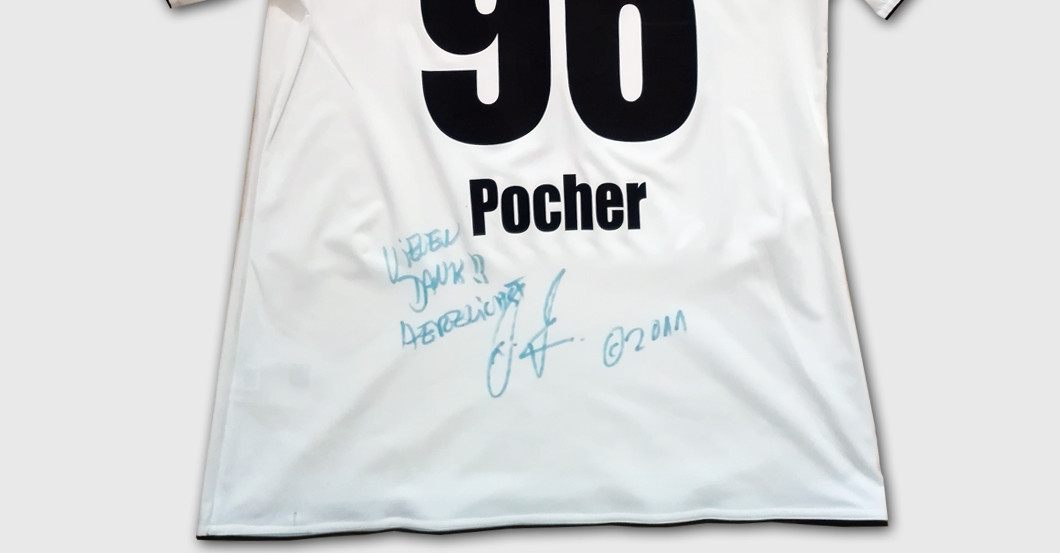 96
Pocher
VIELEN
DANK!!
HERZLICHST
©2011